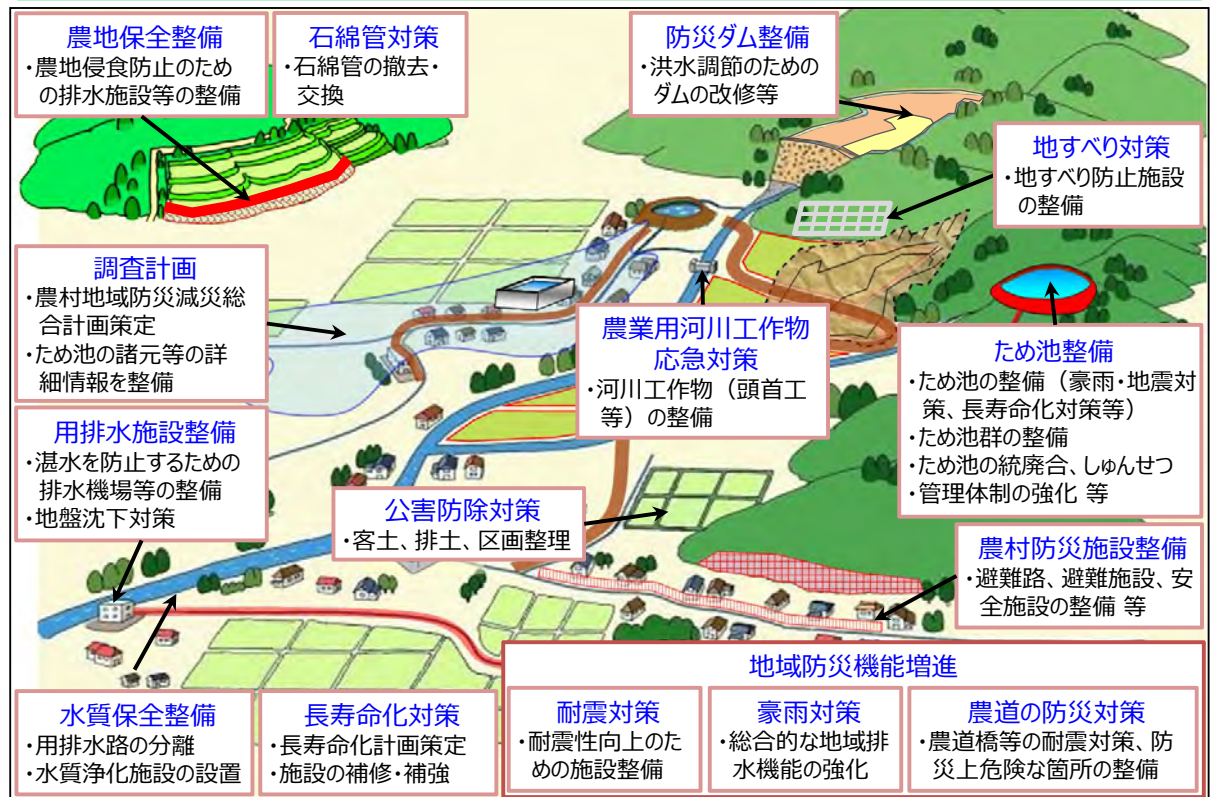 農地保全整備
・農地侵食防止のため
の排水施設等の整備
石綿管対策
・石綿管の撤去・
交換
防災ダム整備
・洪水調節のための
ダムの改修等
地すべり対策
・地すべり防止施設
の整備
調査計画
・農村地域防災減災総
合計画策定
・ため池の諸元等の詳
細情報を整備
農業用河川工作物
応急対策
・河川工作物（頭首工
等）の整備
ため池整備
・ため池の整備（豪雨・地震対
策、長寿命化対策等）
・ため池群の整備
・ため池の統廃合、しゅんせつ
・管理体制の強化 等
用排水施設整備
・湛水を防止するための
排水機場等の整備
・地盤沈下対策
公害防除対策
・客土、排土、区画整理
農村防災施設整備
・避難路、避難施設、安
全施設の整備 等
水質保全整備
・用排水路の分離
・水質浄化施設の設置
長寿命化対策
・長寿命化計画策定
・施設の補修・補強
地域防災機能増進
耐震対策
・耐震性向上のた
めの施設整備
豪雨対策
・総合的な地域排
水機能の強化
農道の防災対策
・農道橋等の耐震対策、防
災上危険な箇所の整備